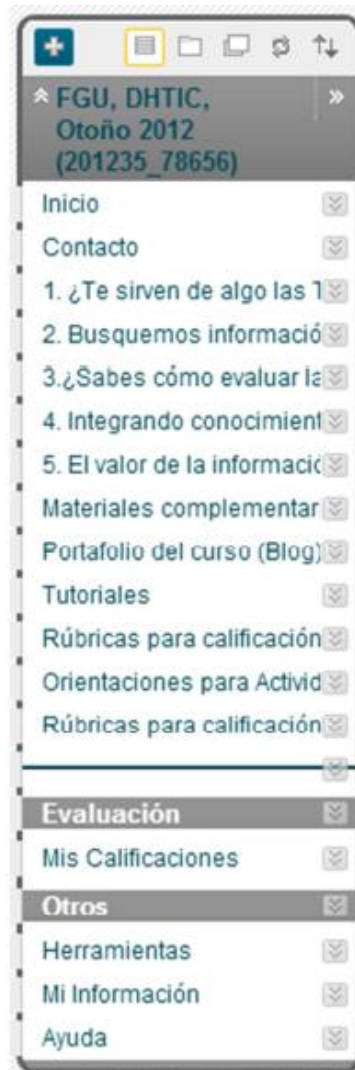 FGU, DHTIC,
Otoño 2012
(201235_78656)
Inicio
Contacto
1. ¿Te sirven de algo las T
2. Busquemos informació
3.¿Sabes cómo evaluar la
4. Integrando conocimient
5. El valor de la informació
Materiales complementar
Portafolio del curso (Blog)
Tutoriales
Rúbricas para calificación
Orientaciones para Activid
Rúbricas para calificación
Evaluación
Mis Calificaciones
Otros
Herramientas
Mi Información
Ayuda